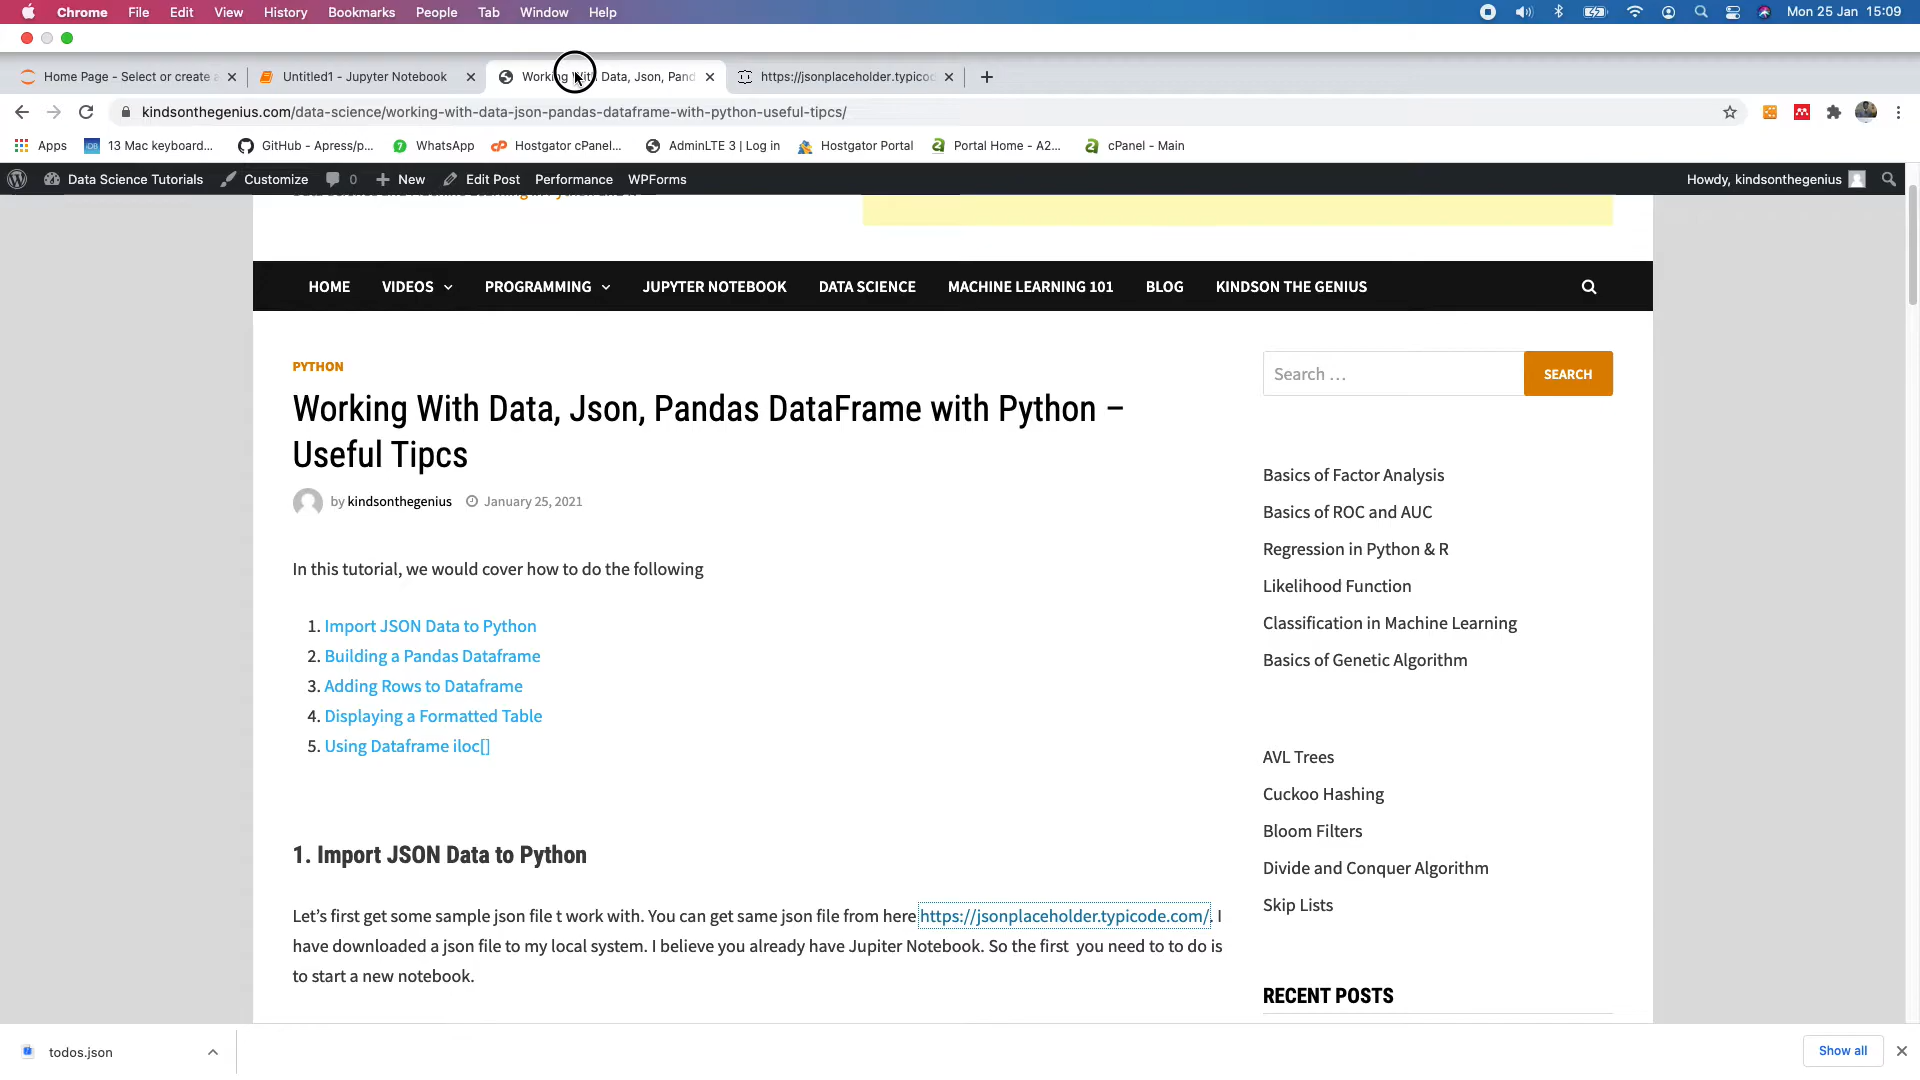 Chrome File Edit View History Bookmarks People Tab Window Help Mon 25 Jan 15:09
Home Page - Select or create a Untitled1 - Jupyter Notebook Working With Data, Json, Pand https://jsonplaceholder.typicod
kindsonthegenius.com/data-science/working-with-data-json-pandas-dataframe-with-python-useful-tipcs/
Apps 13 Mac keyboard... GitHub - Apress/p... WhatsApp Hostgator cPanel... AdminLTE 3 | Log in Hostgator Portal Portal Home - A2... cPanel - Main
Data Science Tutorials Customize 0 New Edit Post Performance WPForms Howdy, kindsonthegenius
HOME VIDEOS PROGRAMMING JUPYTER NOTEBOOK DATA SCIENCE MACHINE LEARNING 101 BLOG KINDSON THE GENIUS
PYTHON
Working With Data, Json, Pandas DataFrame with Python –
Useful Tipcs
by kindsonthegenius January 25, 2021
In this tutorial, we would cover how to do the following
1. Import JSON Data to Python
2. Building a Pandas Dataframe
3. Adding Rows to Dataframe
4. Displaying a Formatted Table
5. Using Dataframe iloc[]
1. Import JSON Data to Python
Let's first get some sample json file t work with. You can get same json file from here https://jsonplaceholder.typicode.com/. I
have downloaded a json file to my local system. I believe you already have Jupiter Notebook. So the first you need to to do is
to start a new notebook.
Search ... SEARCH
Basics of Factor Analysis
Basics of ROC and AUC
Regression in Python & R
Likelihood Function
Classification in Machine Learning
Basics of Genetic Algorithm
AVL Trees
Cuckoo Hashing
Bloom Filters
Divide and Conquer Algorithm
Skip Lists
RECENT POSTS
todos.json Show all